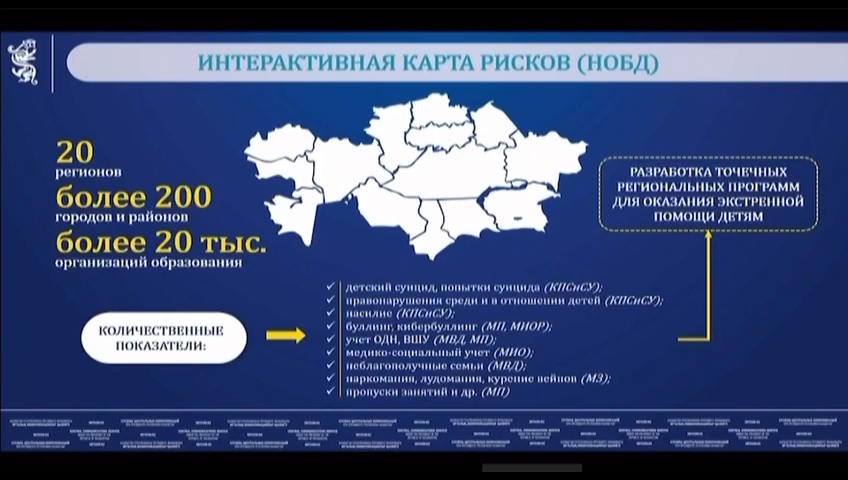 ИНТЕРАКТИВНАЯ КАРТА РИСКОВ (НОБД)
20
регионов
более 200
городов и районов
более 20 тыс.
организаций образования
РАЗРАБОТКА ТОЧЕЧНЫХ
РЕГИОНАЛЬНЫХ ПРОГРАММ
ДЛЯ ОКАЗАНИЯ ЭКСТРЕННОЙ
ПОМОЩИ ДЕТЯМ
КОЛИЧЕСТВЕННЫЕ
ПОКАЗАТЕЛИ:
детский суицид, попытки суицида (КПСиСУ);
правонарушения среди и в отношении детей (КПСиСУ);
насилие (КПСиСУ);
буллинг, кибербуллинг (МП, МИОР);
учет ОДН, ВШУ (МВД, МП);
медико-социальный учет (МИО);
неблагополучные семьи (МВД);
наркомания, лудомания, курение вейпов (МЗ);
пропуски занятий и др. (МП)